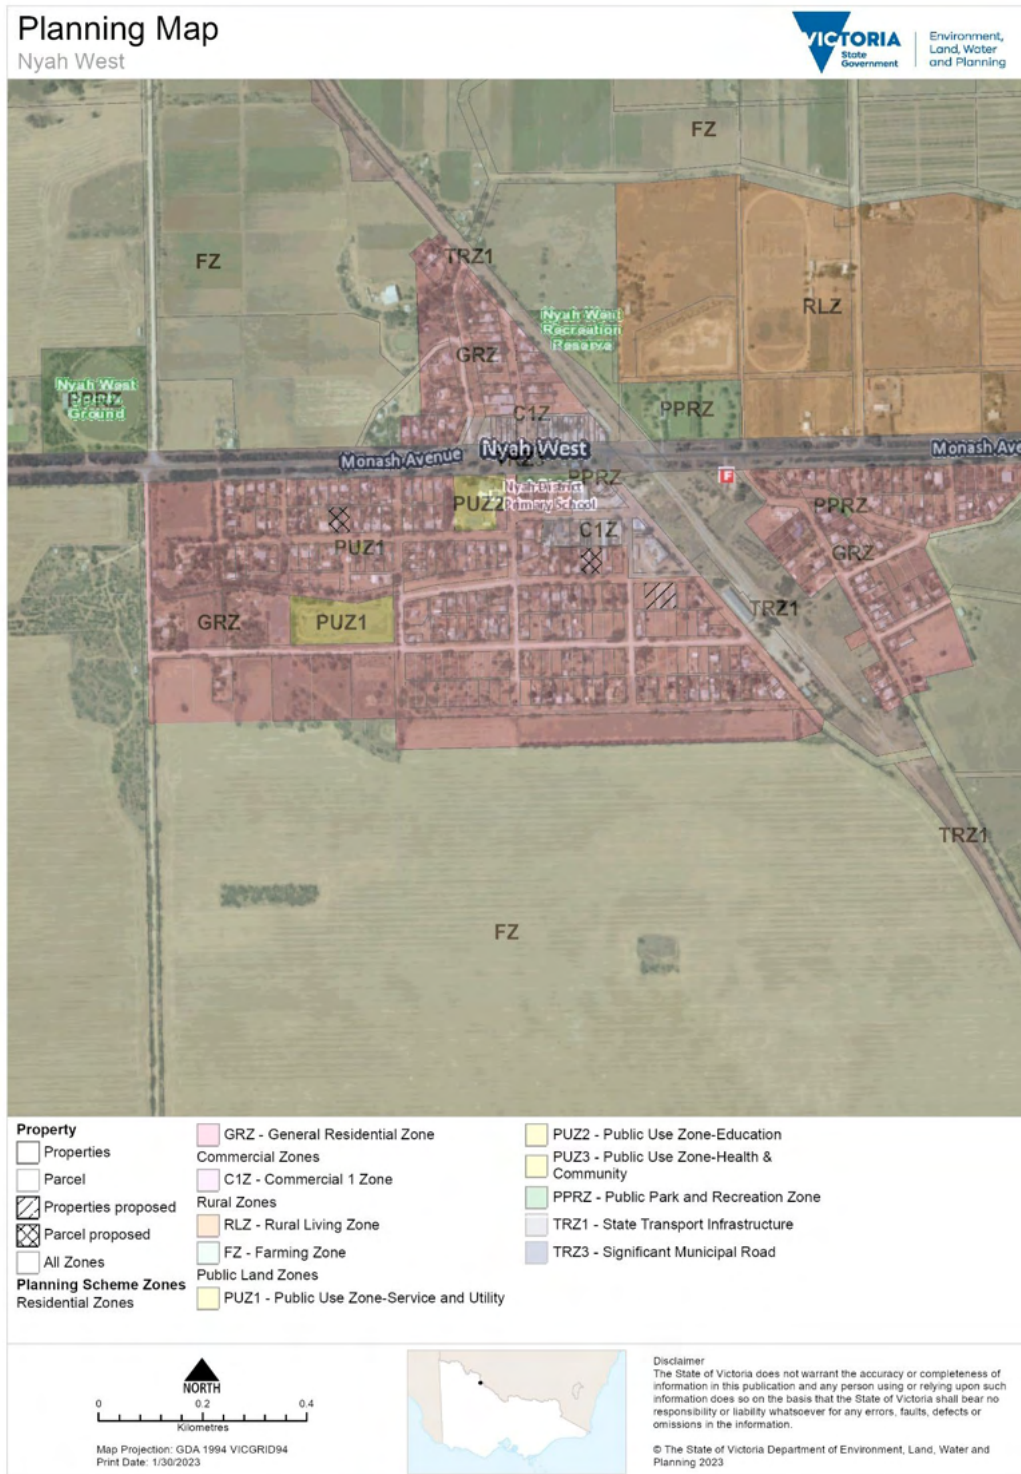 Planning Map
Nyah West
VICTORIA
State
Government
Environment,
Land, Water
and Planning
FZ
FZ
TRZ1
RLZ
Nyah West
Recreation
Reserve
GRZ
Nyah West
PPRZ
Ground
PPRZ
C1Z
Nyah West
Monash Avenue
Monash Ave
PPRZ
F
PUZ2
Nyah District
Primary School
PPRZ
C1Z
PUZ1
GRZ
GRZ
PUZ1
TRZ1
TRZ1
FZ
Property
Properties
Parcel
Properties proposed
Parcel proposed
All Zones
Planning Scheme Zones
Residential Zones
GRZ - General Residential Zone
Commercial Zones
C1Z - Commercial 1 Zone
Rural Zones
RLZ - Rural Living Zone
FZ - Farming Zone
Public Land Zones
PUZ1 - Public Use Zone-Service and Utility
PUZ2 - Public Use Zone-Education
PUZ3 - Public Use Zone-Health &
Community
PPRZ - Public Park and Recreation Zone
TRZ1 - State Transport Infrastructure
TRZ3 - Significant Municipal Road
NORTH
0 0.2 0.4
Kilometres
Map Projection: GDA 1994 VICGRID94
Print Date: 1/30/2023
Disclaimer
The State of Victoria does not warrant the accuracy or completeness of
information in this publication and any person using or relying upon such
information does so on the basis that the State of Victoria shall bear no
responsibility or liability whatsoever for any errors, faults, defects or
omissions in the information.
© The State of Victoria Department of Environment, Land, Water and
Planning 2023